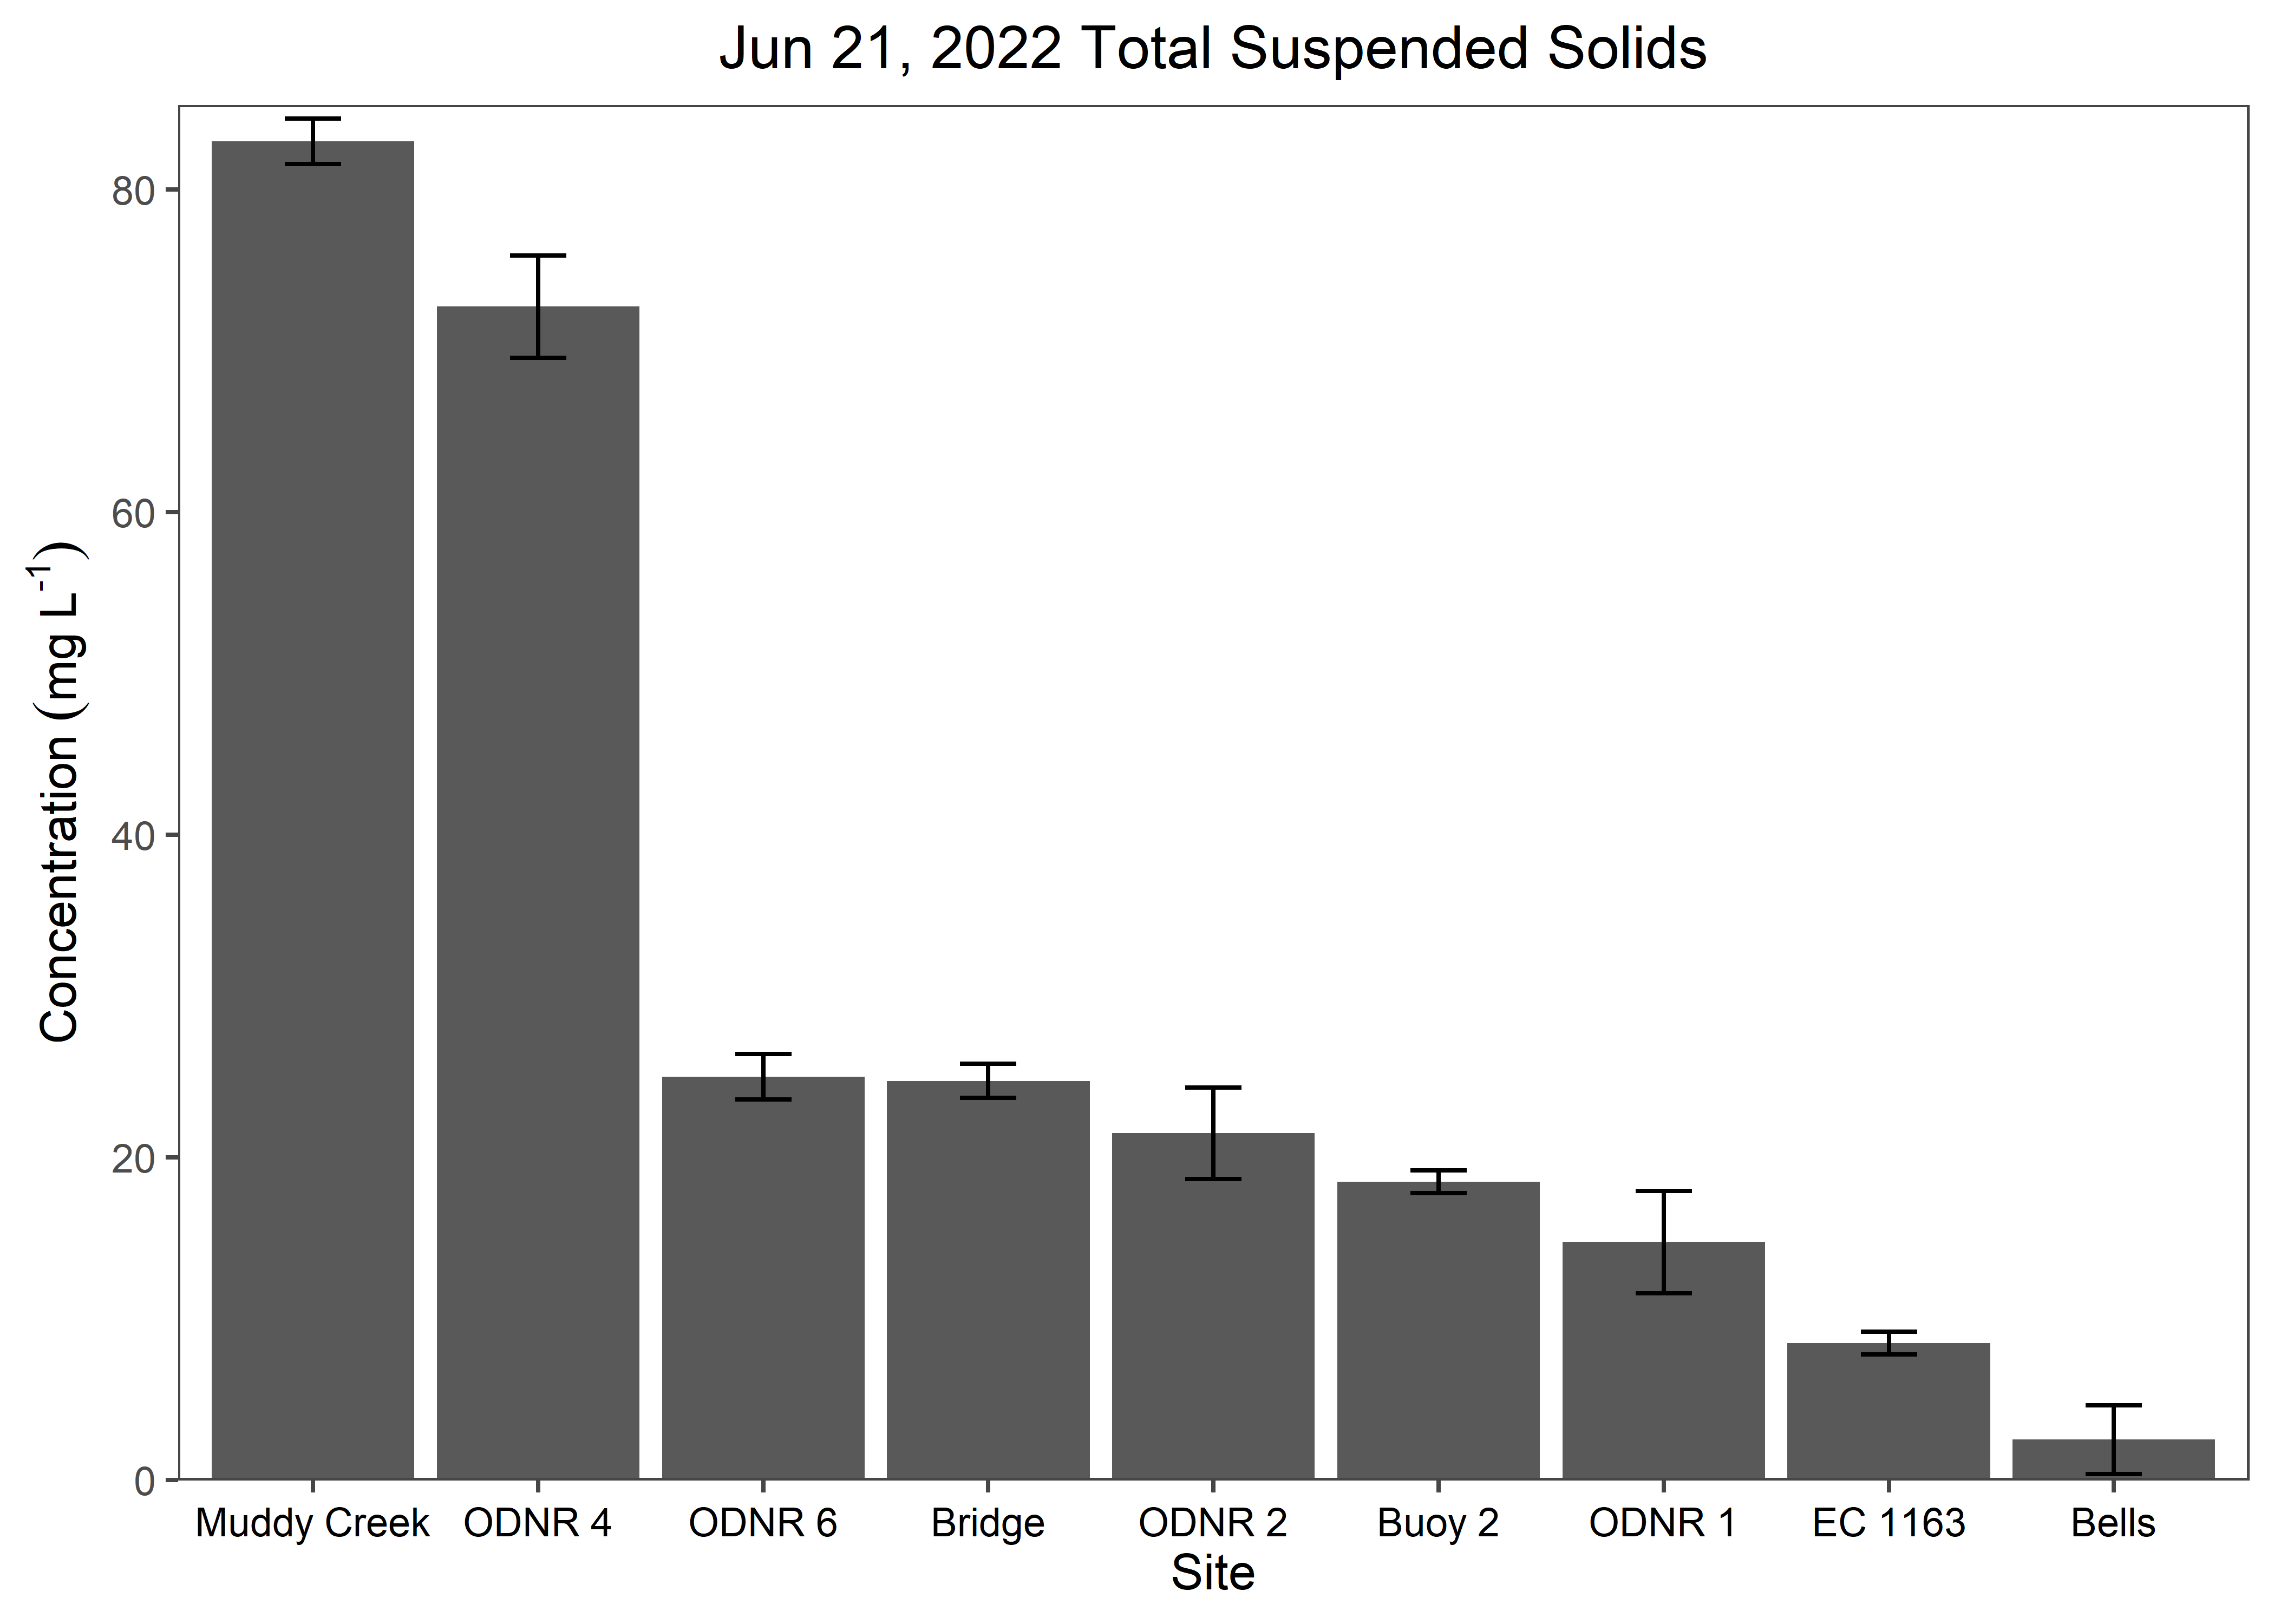 Jun 21, 2022 Total Suspended Solids
Concentration (mg L⁻¹)
80
60
40
20
0
Muddy Creek ODNR 4 ODNR 6 Bridge ODNR 2 Buoy 2 ODNR 1 EC 1163 Bells
Site